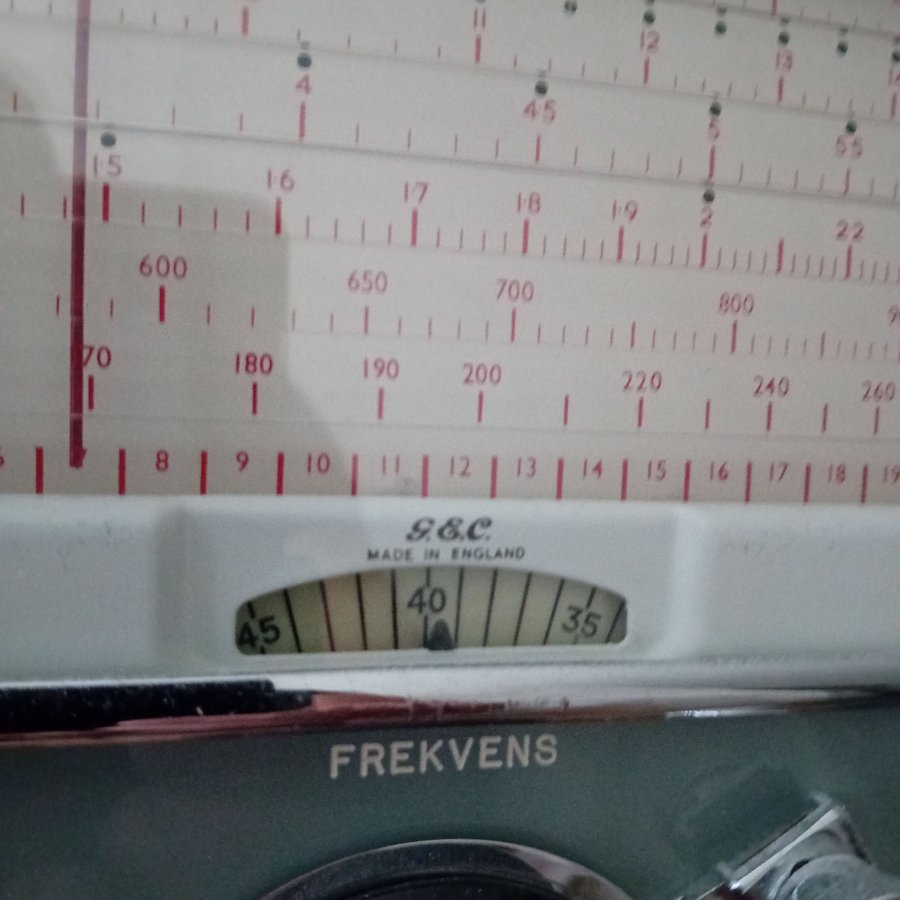 11 12 13
4 4·5 5 5·5
1·5 1·6 1·7 1·8 1·9 2 2·2
600 650 700 800
70 180 190 200 220 240 260
8 9 10 11 12 13 14 15 16 17 18 19
G.E.C.
MADE IN ENGLAND
45 40 35
FREKVENS